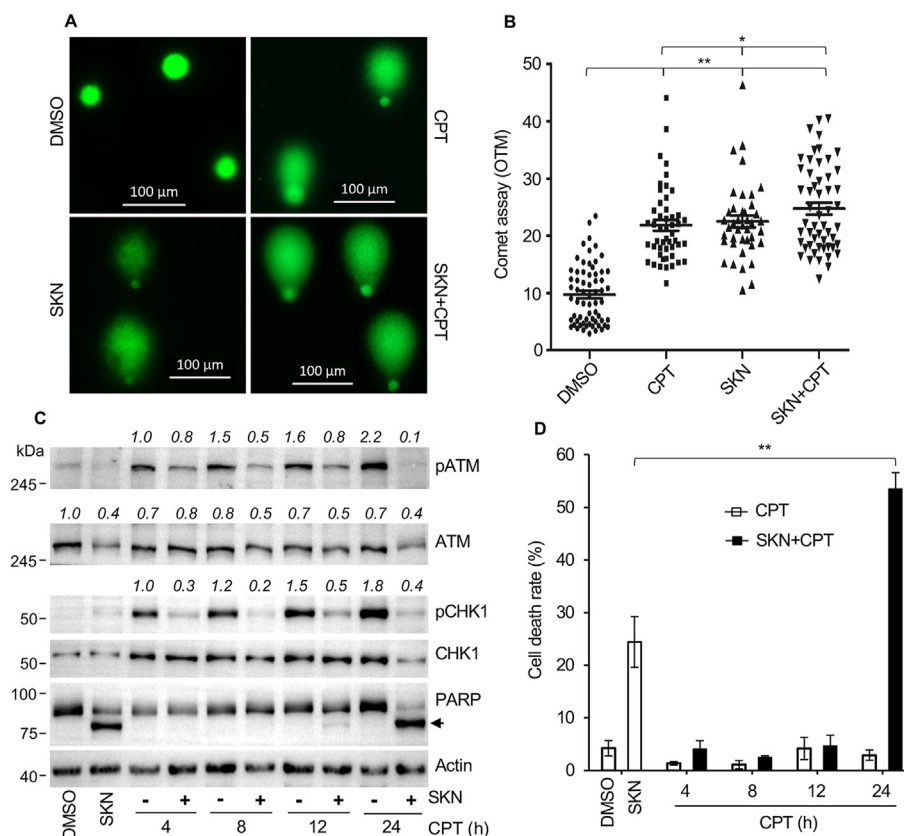 A
DMSO
100 µm
CPT
100 µm
SKN
100 µm
SKN+CPT
100 µm
B
*
**
Comet assay (OTM)
50
40
30
20
10
0
DMSO
CPT
SKN
SKN+CPT
C
kDa
1.0 0.8 1.5 0.5 1.6 0.8 2.2 0.1
pATM
245
1.0 0.4 0.7 0.8 0.8 0.5 0.7 0.5 0.7 0.4
ATM
245
1.0 0.3 1.2 0.2 1.5 0.5 1.8 0.4
pCHK1
50
CHK1
50
100
PARP
75
Actin
40
DMSO
SKN
- + - + - + - + SKN
4 8 12 24 CPT (h)
D
**
CPT
SKN+CPT
Cell death rate (%)
60
50
40
30
20
10
0
DMSO
SKN
4 8 12 24
CPT (h)